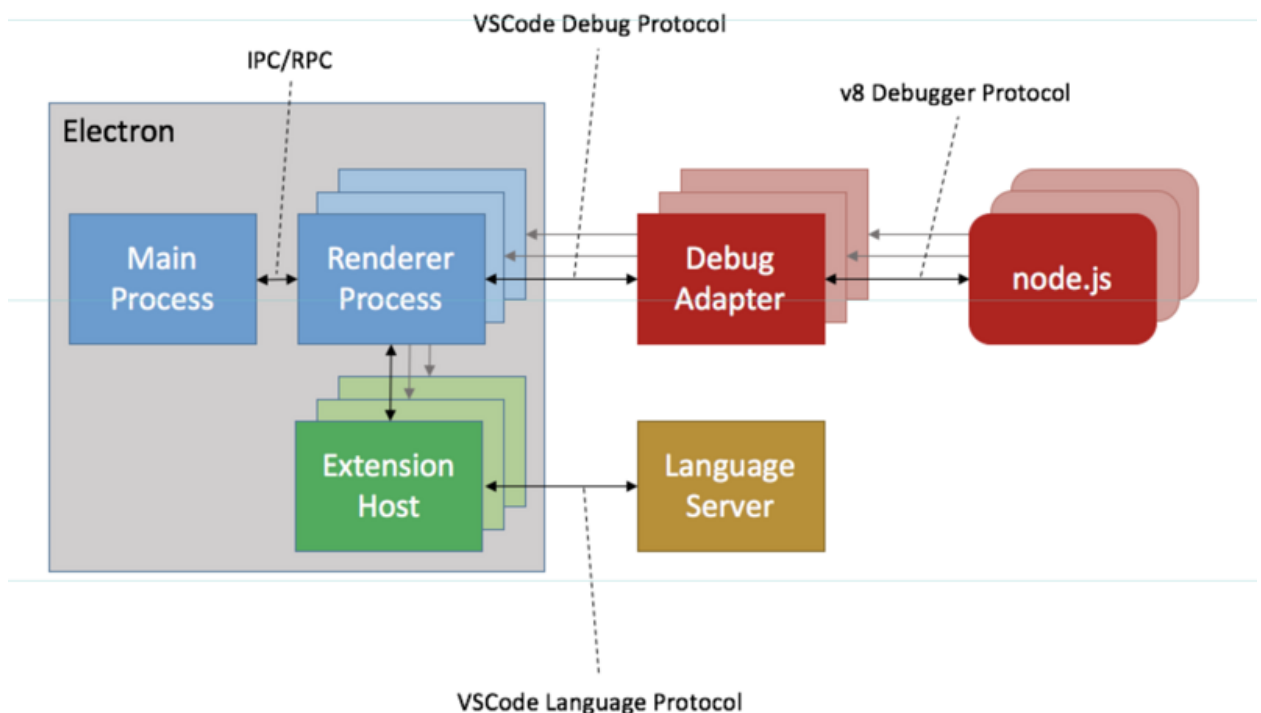 VSCode Debug Protocol
IPC/RPC
v8 Debugger Protocol
Electron
Main
Process
Renderer
Process
Debug
Adapter
node.js
Extension
Host
Language
Server
VSCode Language Protocol